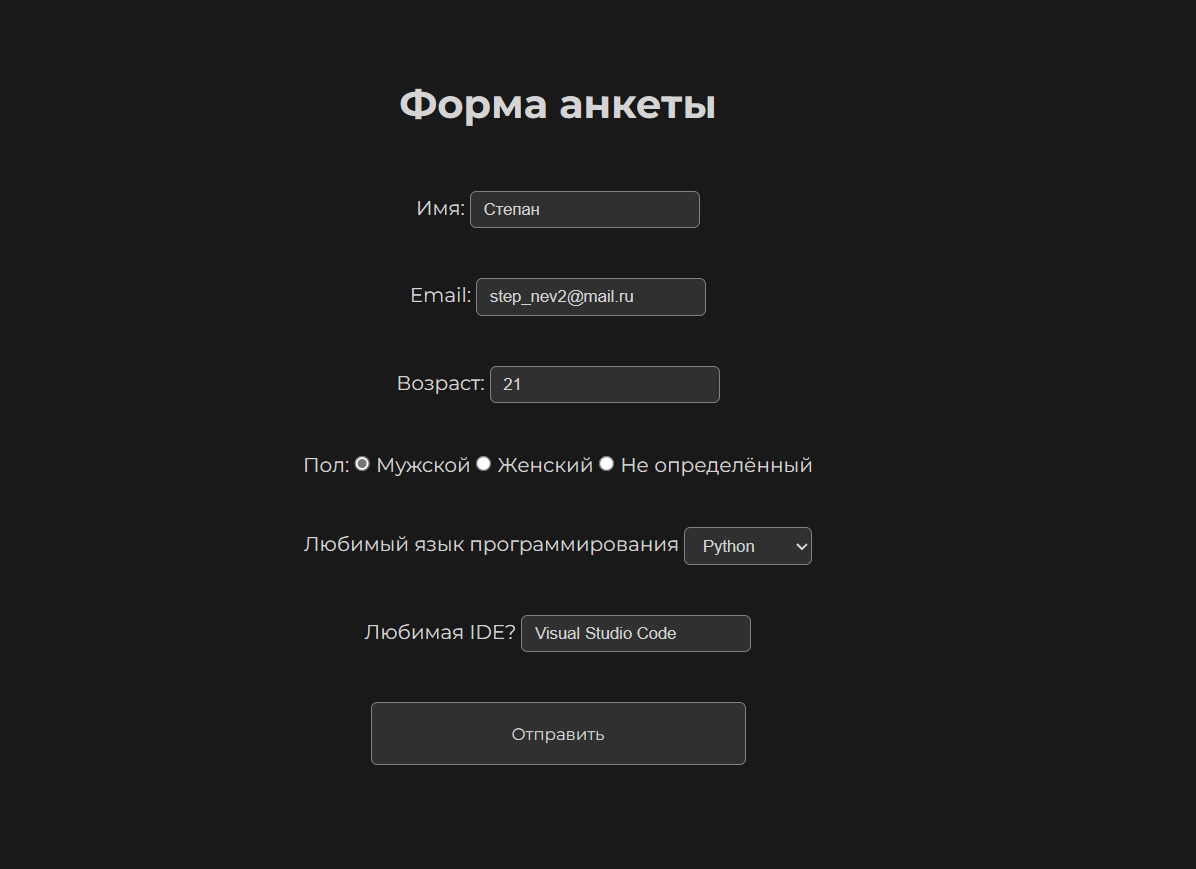 Форма анкеты
Имя: Степан
Email: step_nev2@mail.ru
Возраст: 21
Пол: Мужской Женский Не определённый
Любимый язык программирования Python
Любимая IDE? Visual Studio Code
Отправить